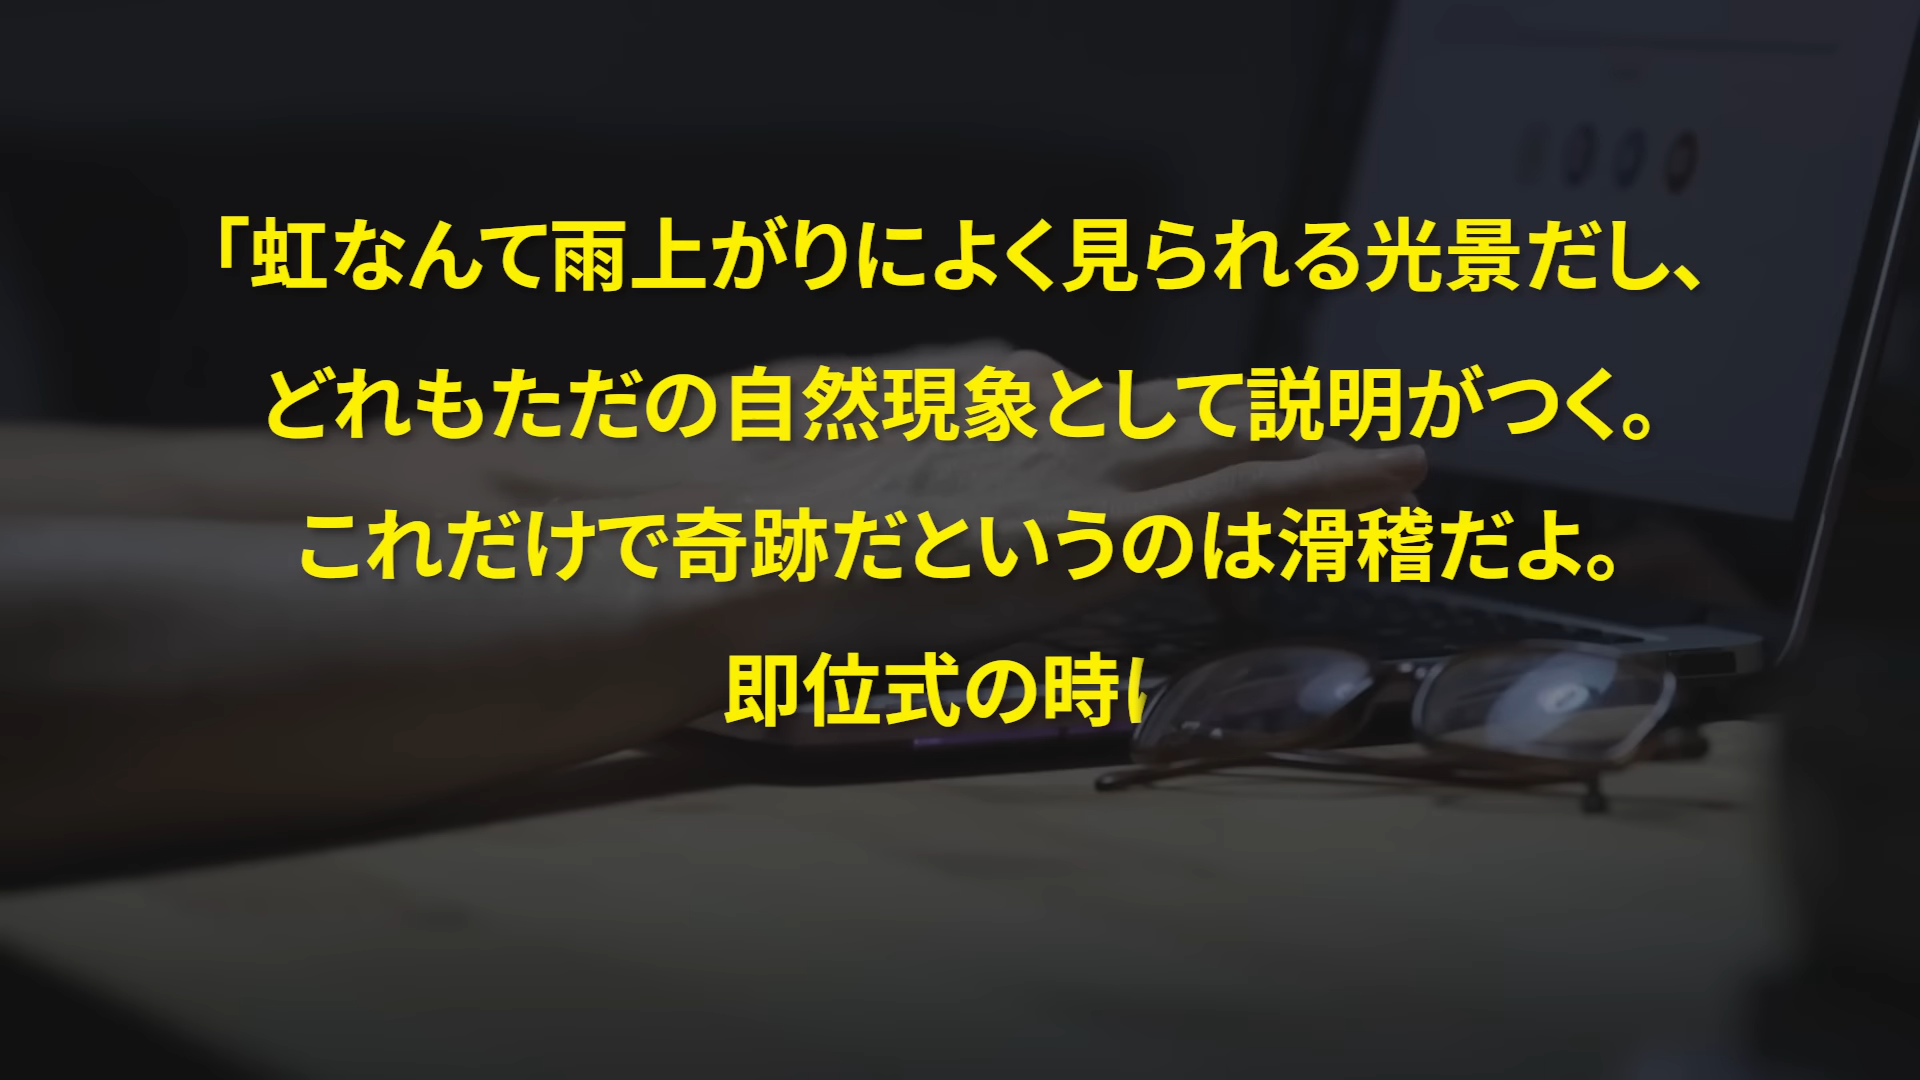 「虹なんて雨上がりによく見られる光景だし、
どれもただの自然現象として説明がつく。
これだけで奇跡だというのは滑稽だよ。
即位式の時